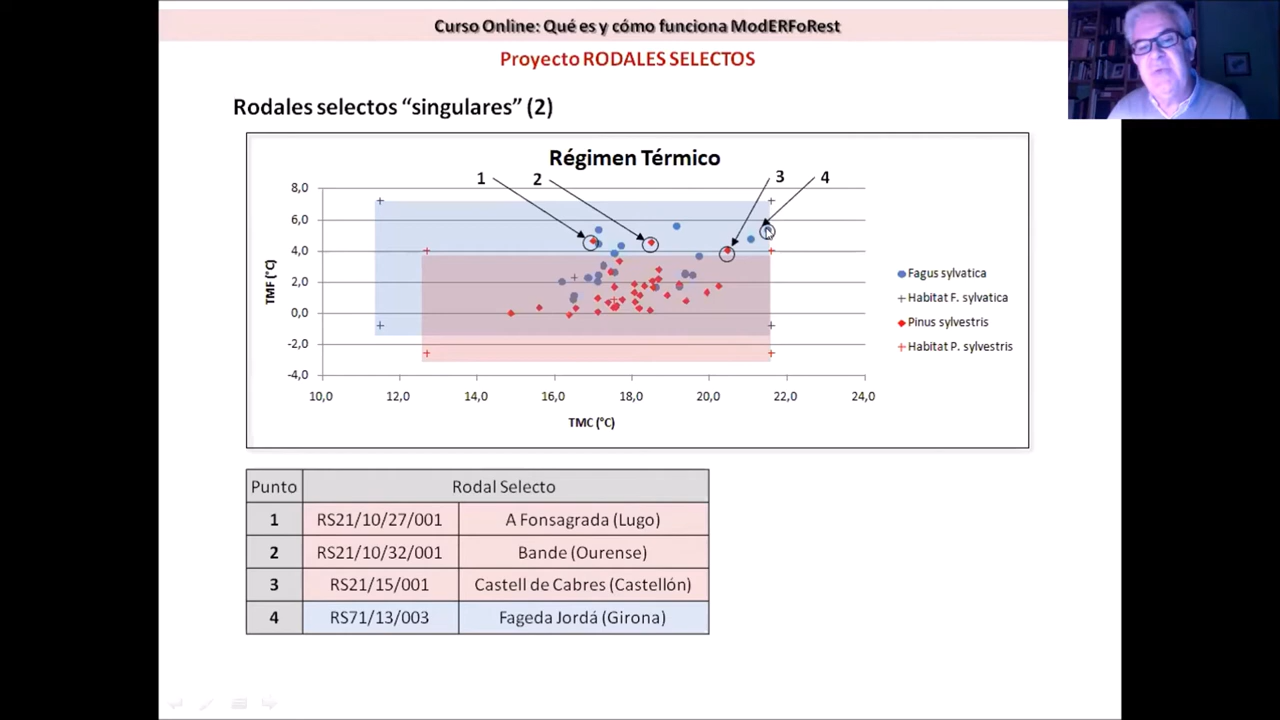 Curso Online: Qué es y cómo funciona ModERFoRest
Proyecto RODALES SELECTOS
Rodales selectos “singulares” (2)
Régimen Térmico
1 2 3 4
8,0
6,0
4,0
2,0
0,0
-2,0
-4,0
TMF (°C)
10,0 12,0 14,0 16,0 18,0 20,0 22,0 24,0
TMC (°C)
Fagus sylvatica
Habitat F. sylvatica
Pinus sylvestris
Habitat P. sylvestris
Punto Rodal Selecto
1 RS21/10/27/001 A Fonsagrada (Lugo)
2 RS21/10/32/001 Bande (Ourense)
3 RS21/15/001 Castell de Cabres (Castellón)
4 RS71/13/003 Fageda Jordá (Girona)